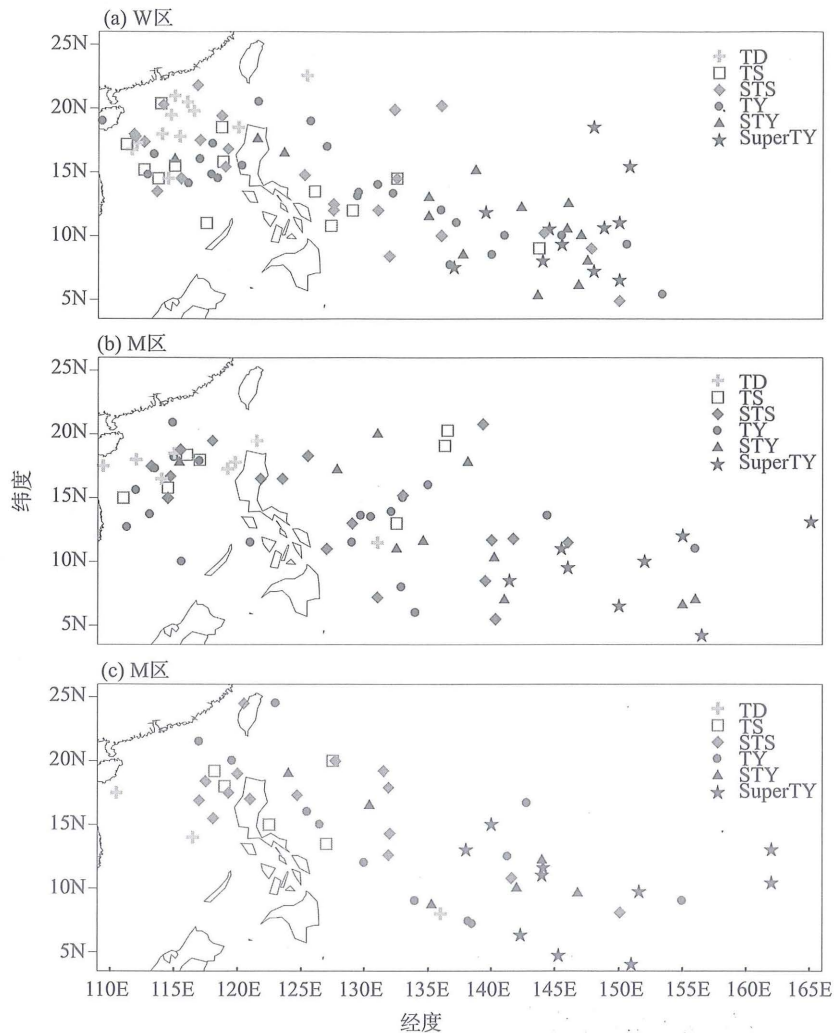 (a) W区
25N
20N
15N
10N
5N
TD
TS
STS
TY
STY
SuperTY
(b) M区
25N
20N
15N
10N
5N
TD
TS
STS
TY
STY
SuperTY
纬度
(c) M区
25N
20N
15N
10N
5N
TD
TS
STS
TY
STY
SuperTY
110E 115E 120E 125E 130E 135E 140E 145E 150E 155E 160E 165E
经度